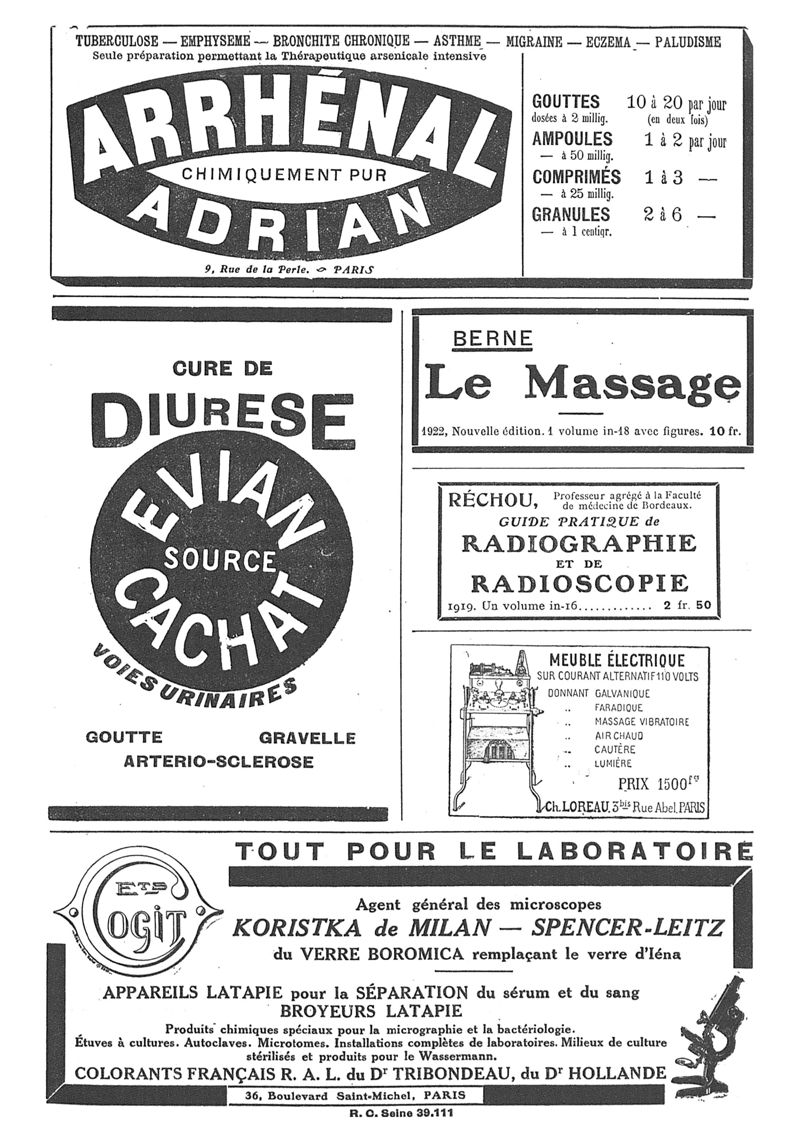 TUBERCULOSE — EMPHYSEME — BRONCHITE CHRONIQUE — ASTHME — MIGRAINE — ECZEMA — PALUDISME
Seule préparation permettant la Thérapeutique arsenicale intensive
ARRHÉNAL
CHIMIQUEMENT PUR
ADRIAN
9, Rue de la Perle. ~ PARIS
GOUTTES 10 à 20 par jour
dosées à 2 millig. (en deux fois)
AMPOULES 1 à 2 par jour
— à 50 millig.
COMPRIMÉS 1 à 3 —
— à 25 millig.
GRANULES 2 à 6 —
— à 1 centigr.
CURE DE
DIURESE
EVIAN
SOURCE
CACHAT
VOIES URINAIRES
GOUTTE GRAVELLE
ARTERIO-SCLEROSE
BERNE
Le Massage
1922, Nouvelle édition. 1 volume in-18 avec figures. 10 fr.
RÉCHOU, Professeur agrégé à la Faculté
de médecine de Bordeaux.
GUIDE PRATIQUE de
RADIOGRAPHIE
ET DE
RADIOSCOPIE
1919. Un volume in-16............. 2 fr. 50
MEUBLE ÉLECTRIQUE
SUR COURANT ALTERNATIF 110 VOLTS
DONNANT GALVANIQUE
„ FARADIQUE
„ MASSAGE VIBRATOIRE
„ AIR CHAUD
„ CAUTÈRE
„ LUMIÈRE
PRIX 1500frs
Ch. LOREAU, 3bis Rue Abel, PARIS
TOUT POUR LE LABORATOIRE
Ets
Cogit
Agent général des microscopes
KORISTKA de MILAN — SPENCER-LEITZ
du VERRE BOROMICA remplaçant le verre d'Iéna
APPAREILS LATAPIE pour la SÉPARATION du sérum et du sang
BROYEURS LATAPIE
Produits chimiques spéciaux pour la micrographie et la bactériologie.
Étuves à cultures. Autoclaves. Microtomes. Installations complètes de laboratoires. Milieux de culture
stérilisés et produits pour le Wassermann.
COLORANTS FRANÇAIS R. A. L. du Dr TRIBONDEAU, du Dr HOLLANDE
36, Boulevard Saint-Michel, PARIS
R. C. Seine 39.111